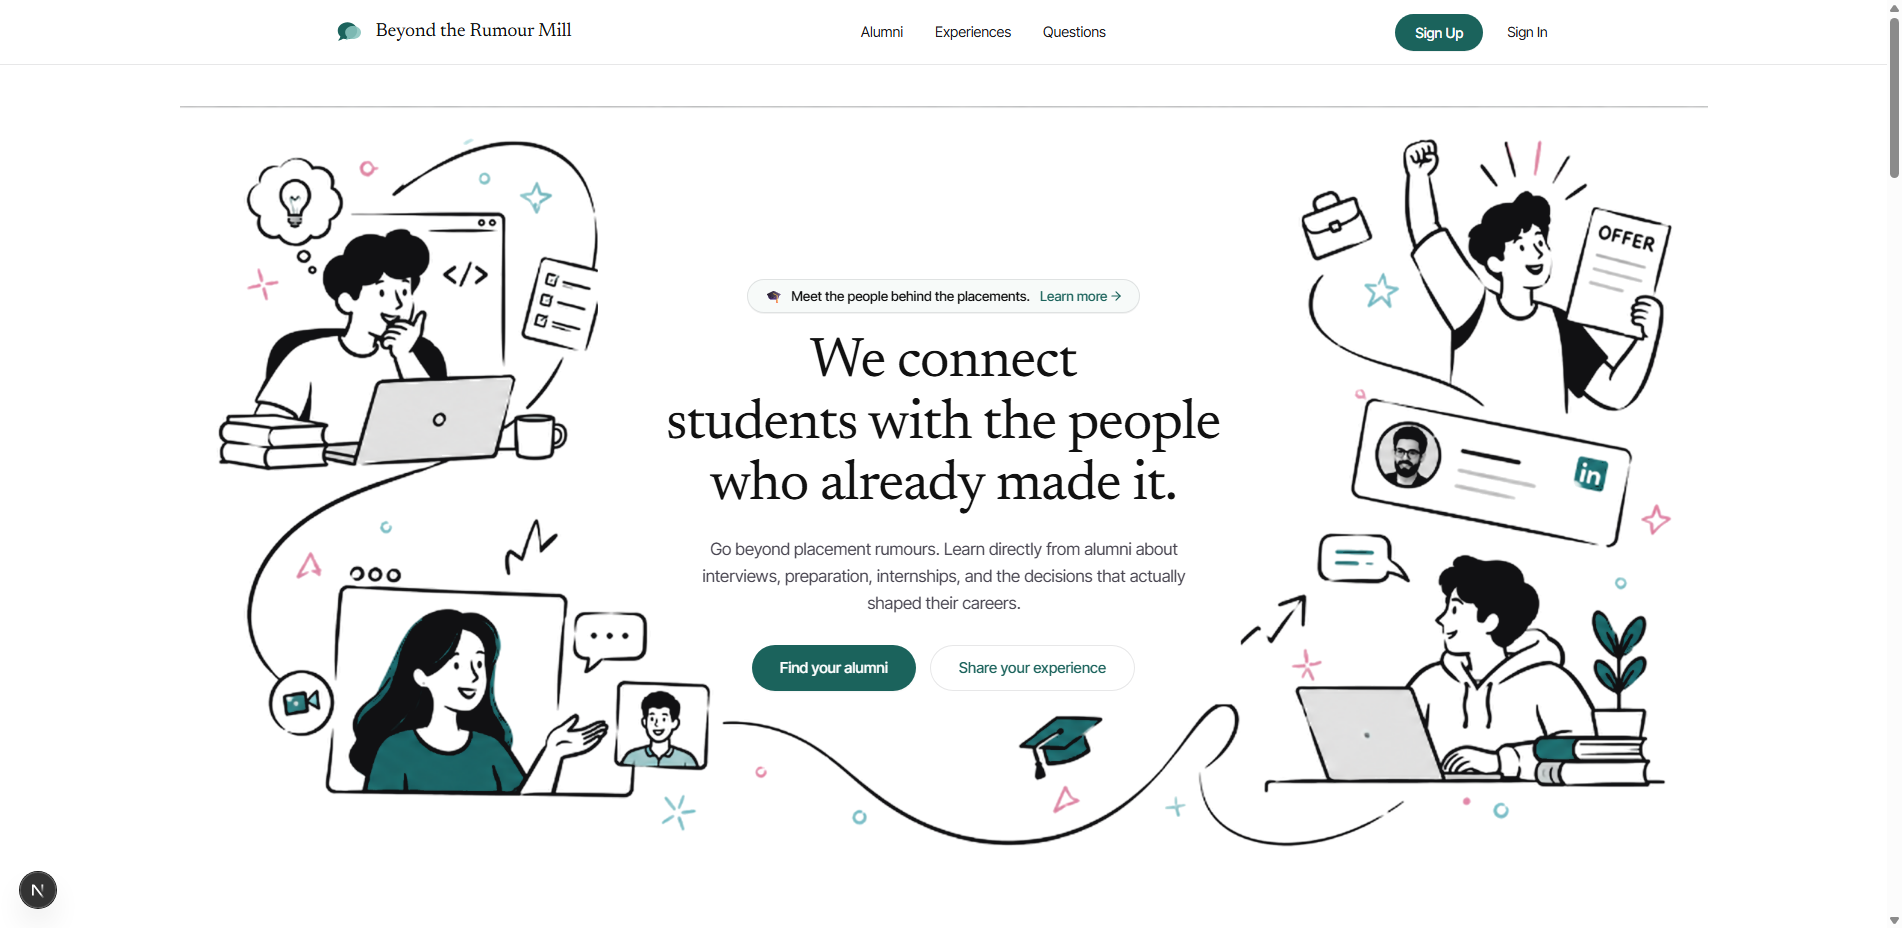 Beyond the Rumour Mill
Alumni
Experiences
Questions
Sign Up
Sign In
</>
OFFER
Meet the people behind the placements. Learn more →
We connect
students with the people
who already made it.
in
Go beyond placement rumours. Learn directly from alumni about
interviews, preparation, internships, and the decisions that actually
shaped their careers.
Find your alumni
Share your experience
N